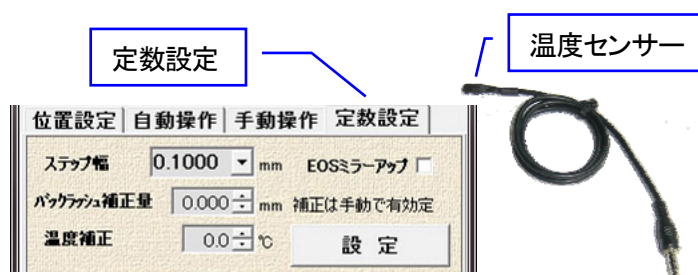 定数設定
温度センサー
位置設定 自動操作 手動操作 定数設定
ステップ幅 0.1000 mm EOSミラーアップ
バックラッシュ補正量 0.000 mm 補正は手動で有効定
温度補正 0.0 ℃ 設 定